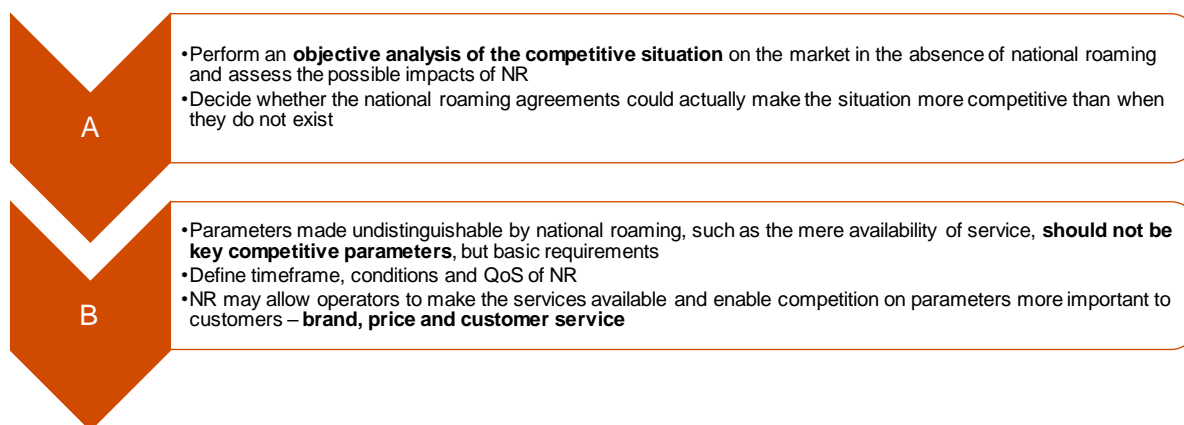 A
•Perform an objective analysis of the competitive situation on the market in the absence of national roaming
and assess the possible impacts of NR
•Decide whether the national roaming agreements could actually make the situation more competitive than when
they do not exist
B
•Parameters made undistinguishable by national roaming, such as the mere availability of service, should not be
key competitive parameters, but basic requirements
•Define timeframe, conditions and QoS of NR
•NR may allow operators to make the services available and enable competition on parameters more important to
customers – brand, price and customer service